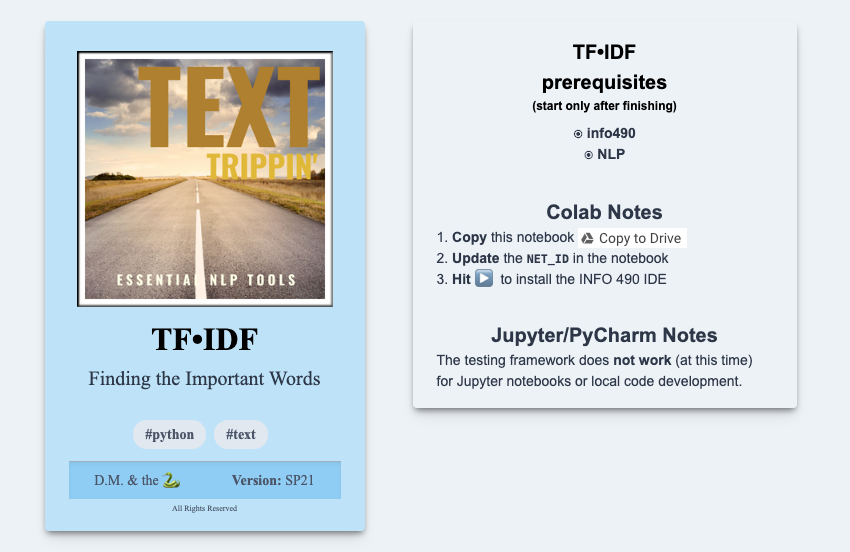 TEXT
TRIPPIN'
ESSENTIAL NLP TOOLS
TF•IDF
Finding the Important Words
#python
#text
D.M. & the 🐍
Version: SP21
All Rights Reserved
TF•IDF
prerequisites
(start only after finishing)
⦿ info490
⦿ NLP
Colab Notes
1. Copy this notebook Copy to Drive
2. Update the NET_ID in the notebook
3. Hit ▶️ to install the INFO 490 IDE
Jupyter/PyCharm Notes
The testing framework does not work (at this time)
for Jupyter notebooks or local code development.